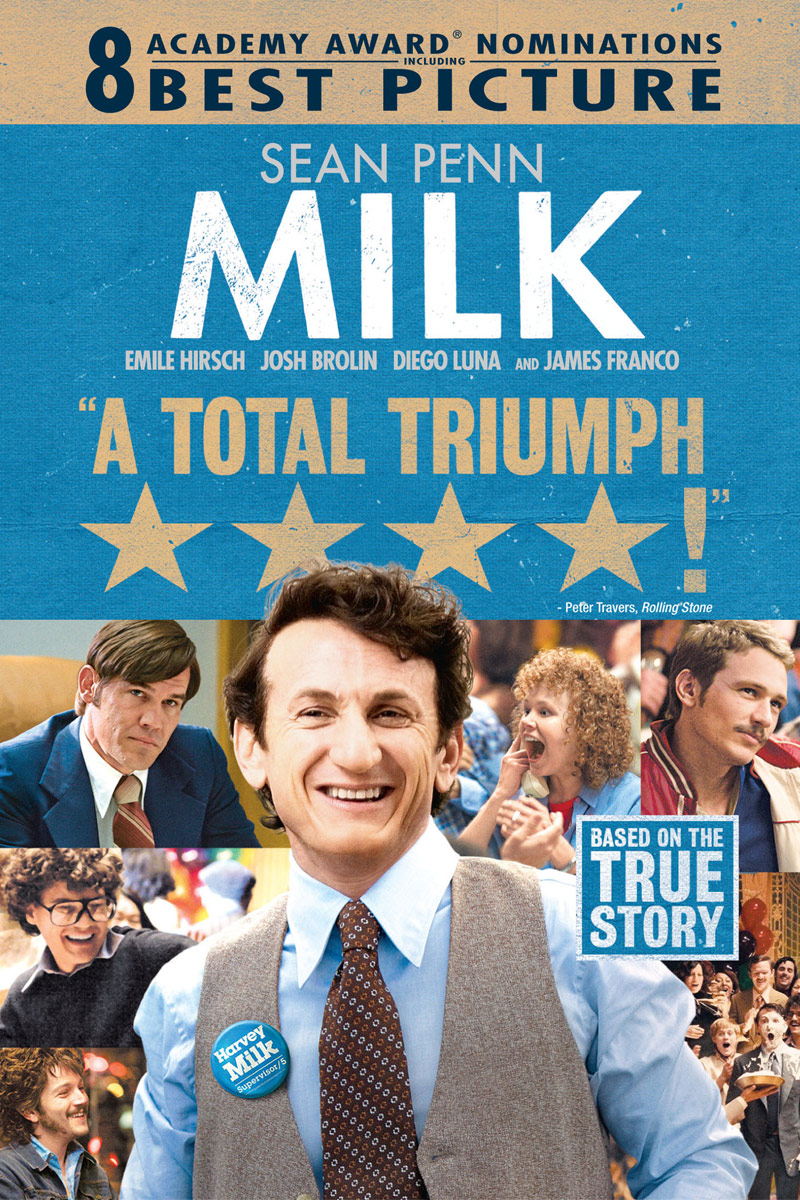 8 ACADEMY AWARD® NOMINATIONS
INCLUDING
BEST PICTURE
SEAN PENN
MILK
EMILE HIRSCH JOSH BROLIN DIEGO LUNA AND JAMES FRANCO
“A TOTAL TRIUMPH
★★★★!”
- Peter Travers, Rolling Stone
BASED ON THE
TRUE
STORY
Harvey
Milk
Supervisor/5